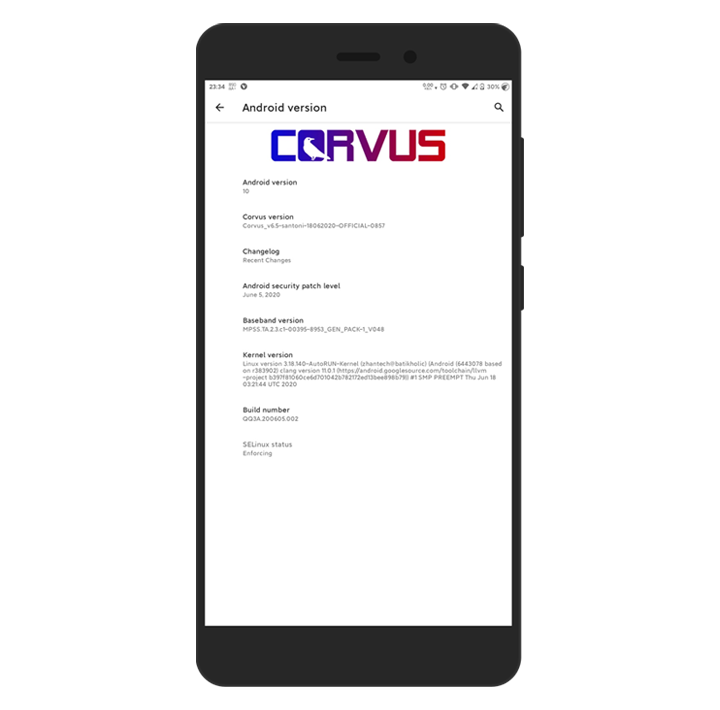 23:34 30%
Android version
CORVUS
Android version
10
Corvus version
Corvus_v6.5-santoni-18062020-OFFICIAL-0857
Changelog
Recent Changes
Android security patch level
June 5, 2020
Baseband version
MPSS.TA.2.3.c1-00395-8953_GEN_PACK-1_V048
Kernel version
Linux version 3.18.140-AutoRUN-Kernel (zhantech@batikholic) (Android (6443078 based
on r383902) clang version 11.0.1 (https://android.googlesource.com/toolchain/llvm
-project b397f81060ce6d701042b782172ed13bee898b79)) #1 SMP PREEMPT Thu Jun 18
03:21:44 UTC 2020
Build number
QQ3A.200605.002
SELinux status
Enforcing